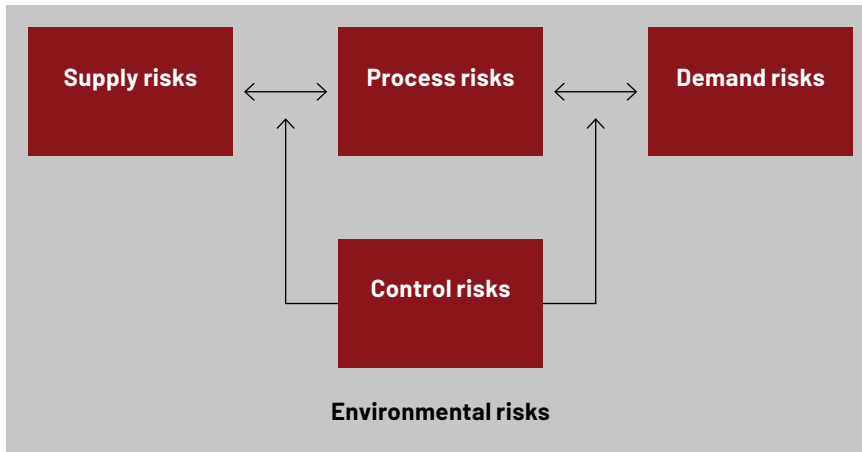 Supply risks
Process risks
Demand risks
Control risks
Environmental risks